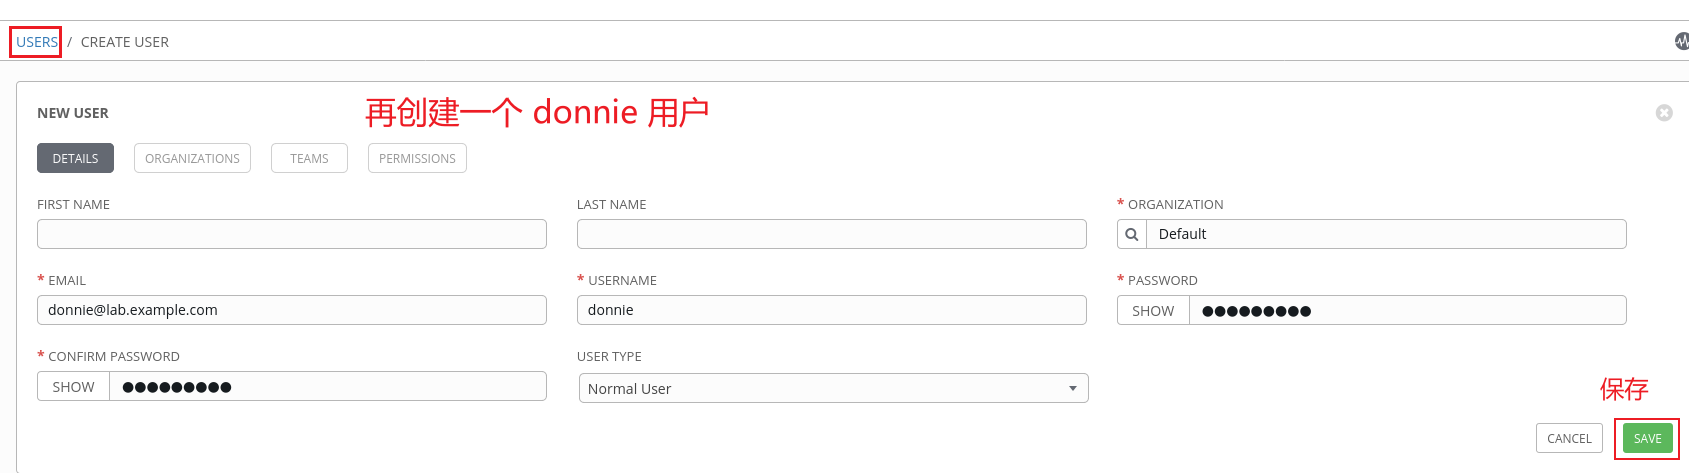 USERS / CREATE USER
NEW USER
再创建一个 donnie 用户
DETAILS ORGANIZATIONS TEAMS PERMISSIONS
FIRST NAME LAST NAME * ORGANIZATION
Default
* EMAIL * USERNAME * PASSWORD
donnie@lab.example.com donnie SHOW ●●●●●●●●●
* CONFIRM PASSWORD USER TYPE
SHOW ●●●●●●●●● Normal User
保存
CANCEL SAVE